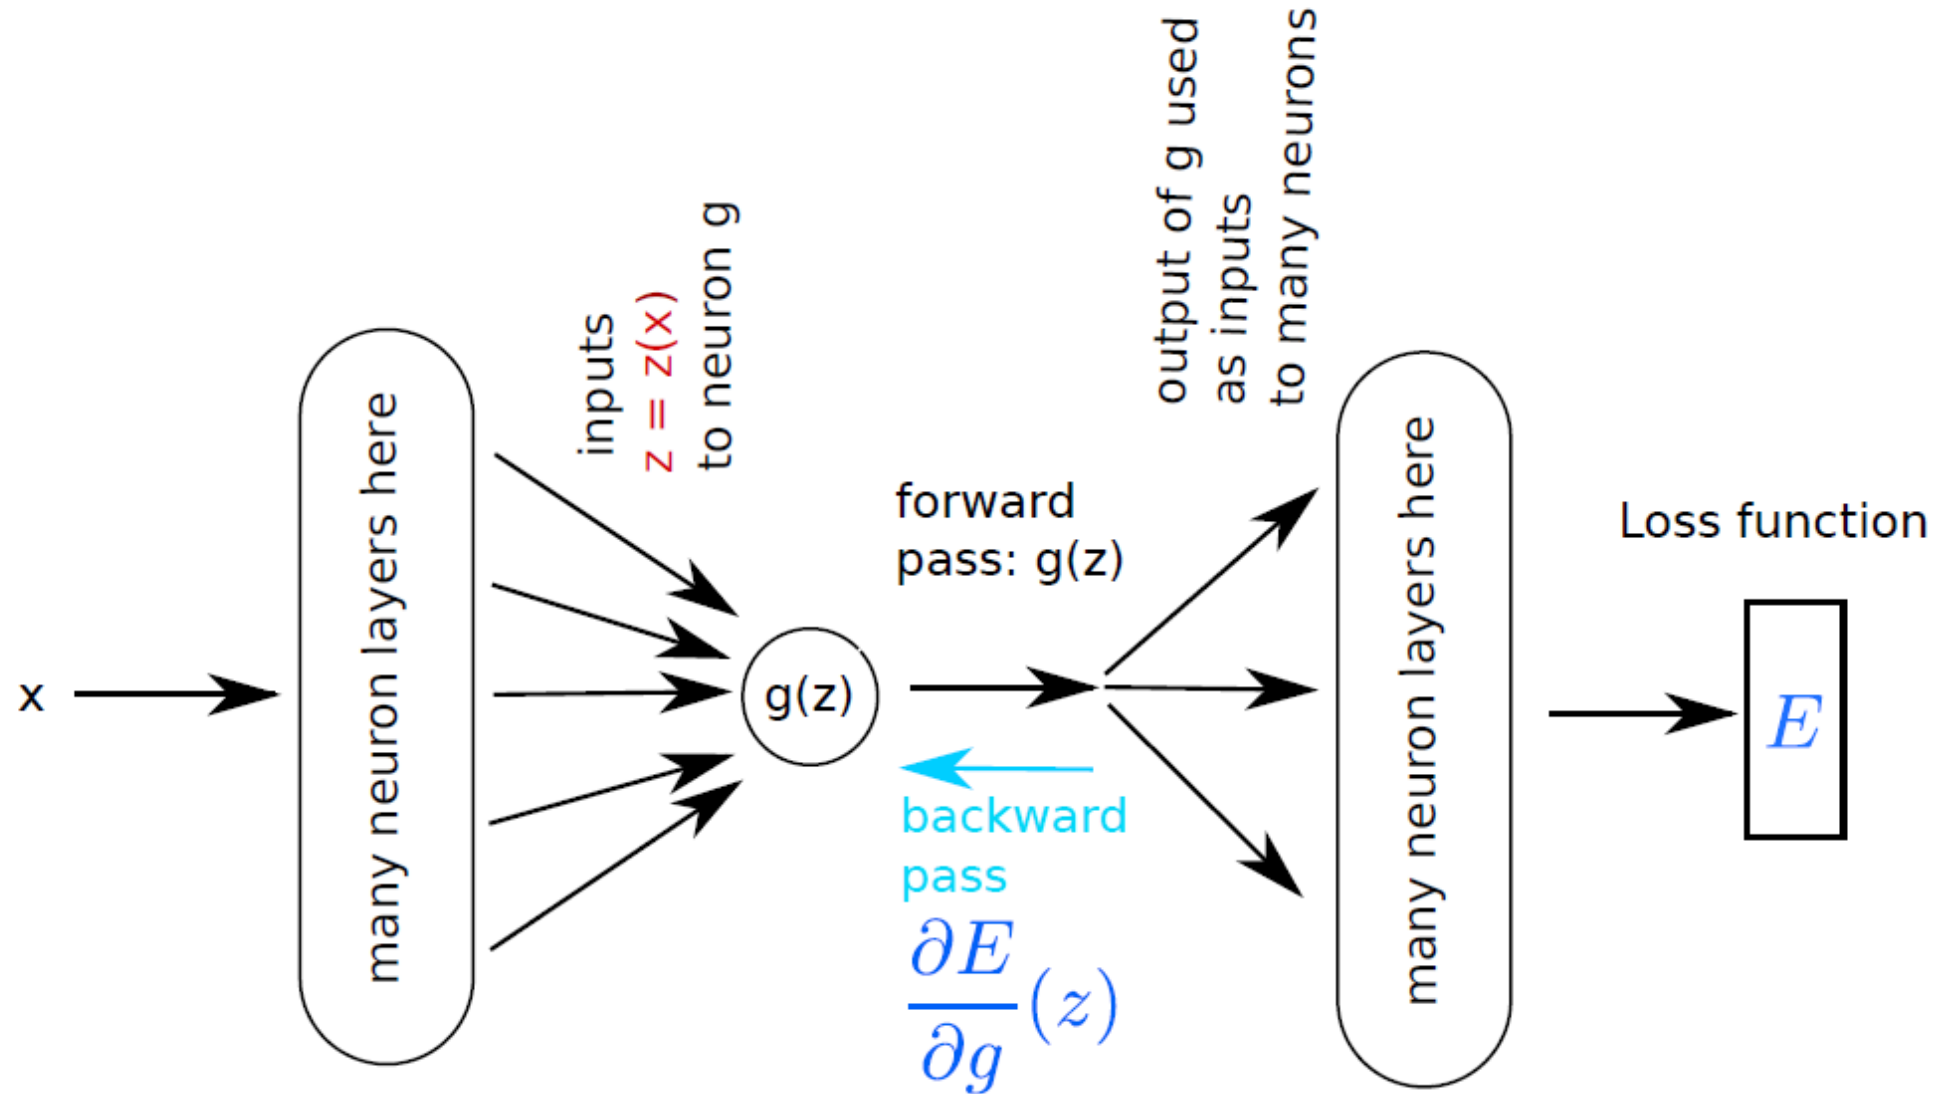 x
many neuron layers here
inputs
z = z(x)
to neuron g
g(z)
forward
pass: g(z)
backward
pass
∂E
∂g
(z)
output of g used
as inputs
to many neurons
many neuron layers here
Loss function
E